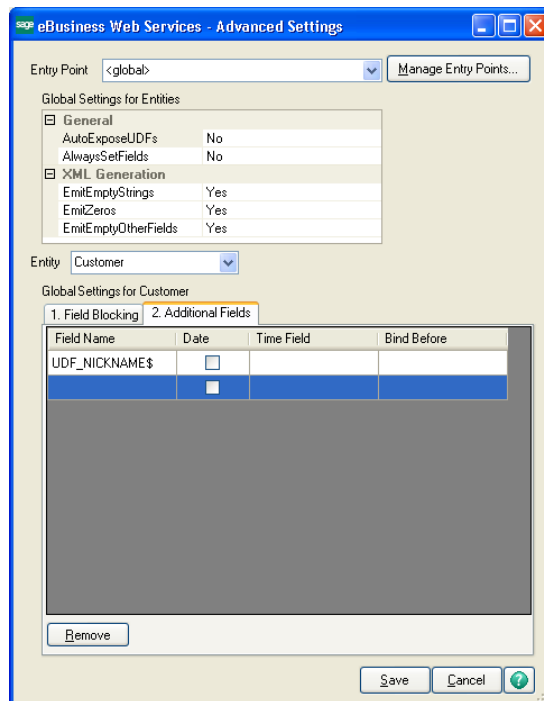 sage eBusiness Web Services - Advanced Settings
Entry Point <global> Manage Entry Points...
Global Settings for Entities
General
AutoExposeUDFs No
AlwaysSetFields No
XML Generation
EmitEmptyStrings Yes
EmitZeros Yes
EmitEmptyOtherFields Yes
Entity Customer
Global Settings for Customer
1. Field Blocking 2. Additional Fields
Field Name Date Time Field Bind Before
UDF_NICKNAME$
Remove
Save Cancel ?